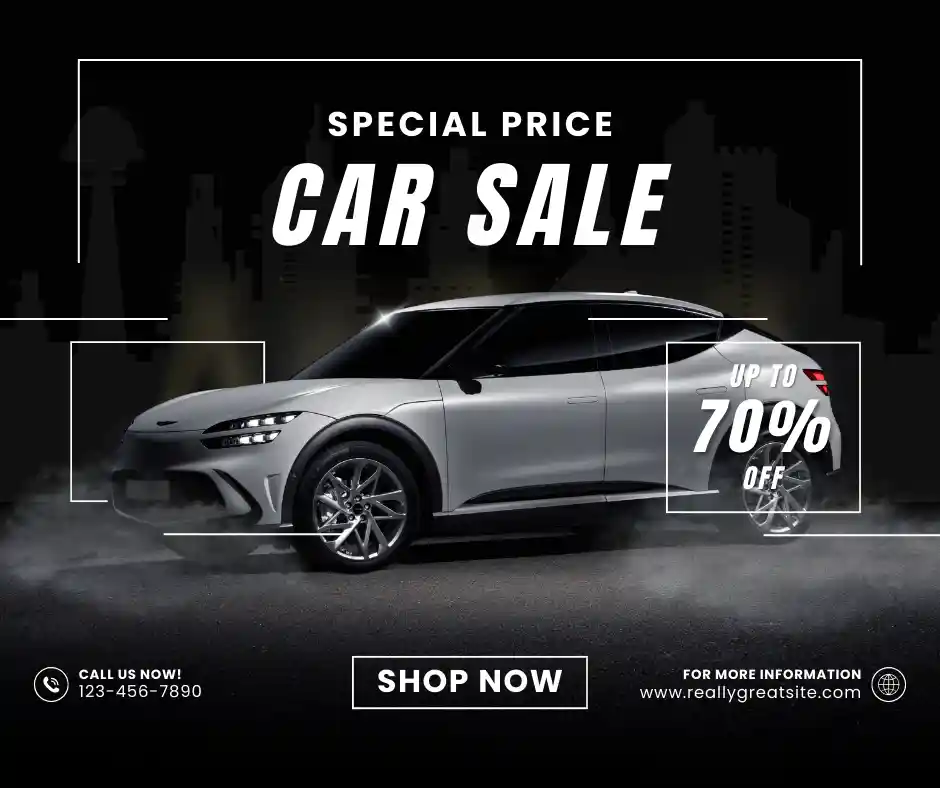 SPECIAL PRICE
CAR SALE
UP TO
70%
OFF
CALL US NOW!
123-456-7890
SHOP NOW
FOR MORE INFORMATION
www.reallygreatsite.com